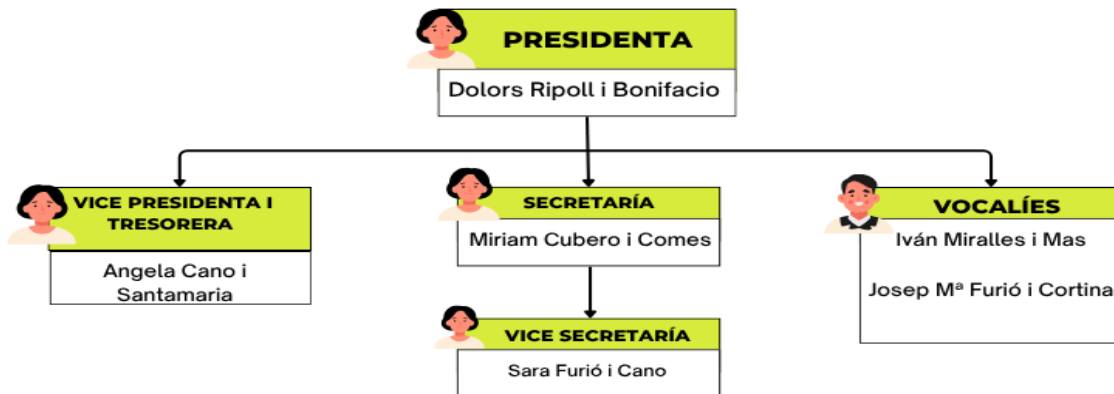 PRESIDENTA
Dolors Ripoll i Bonifacio
VICE PRESIDENTA I
TRESORERA
Angela Cano i
Santamaria
SECRETARÍA
Miriam Cubero i Comes
VICE SECRETARÍA
Sara Furió i Cano
VOCALÍES
Iván Miralles i Mas
Josep Mª Furió i Cortina